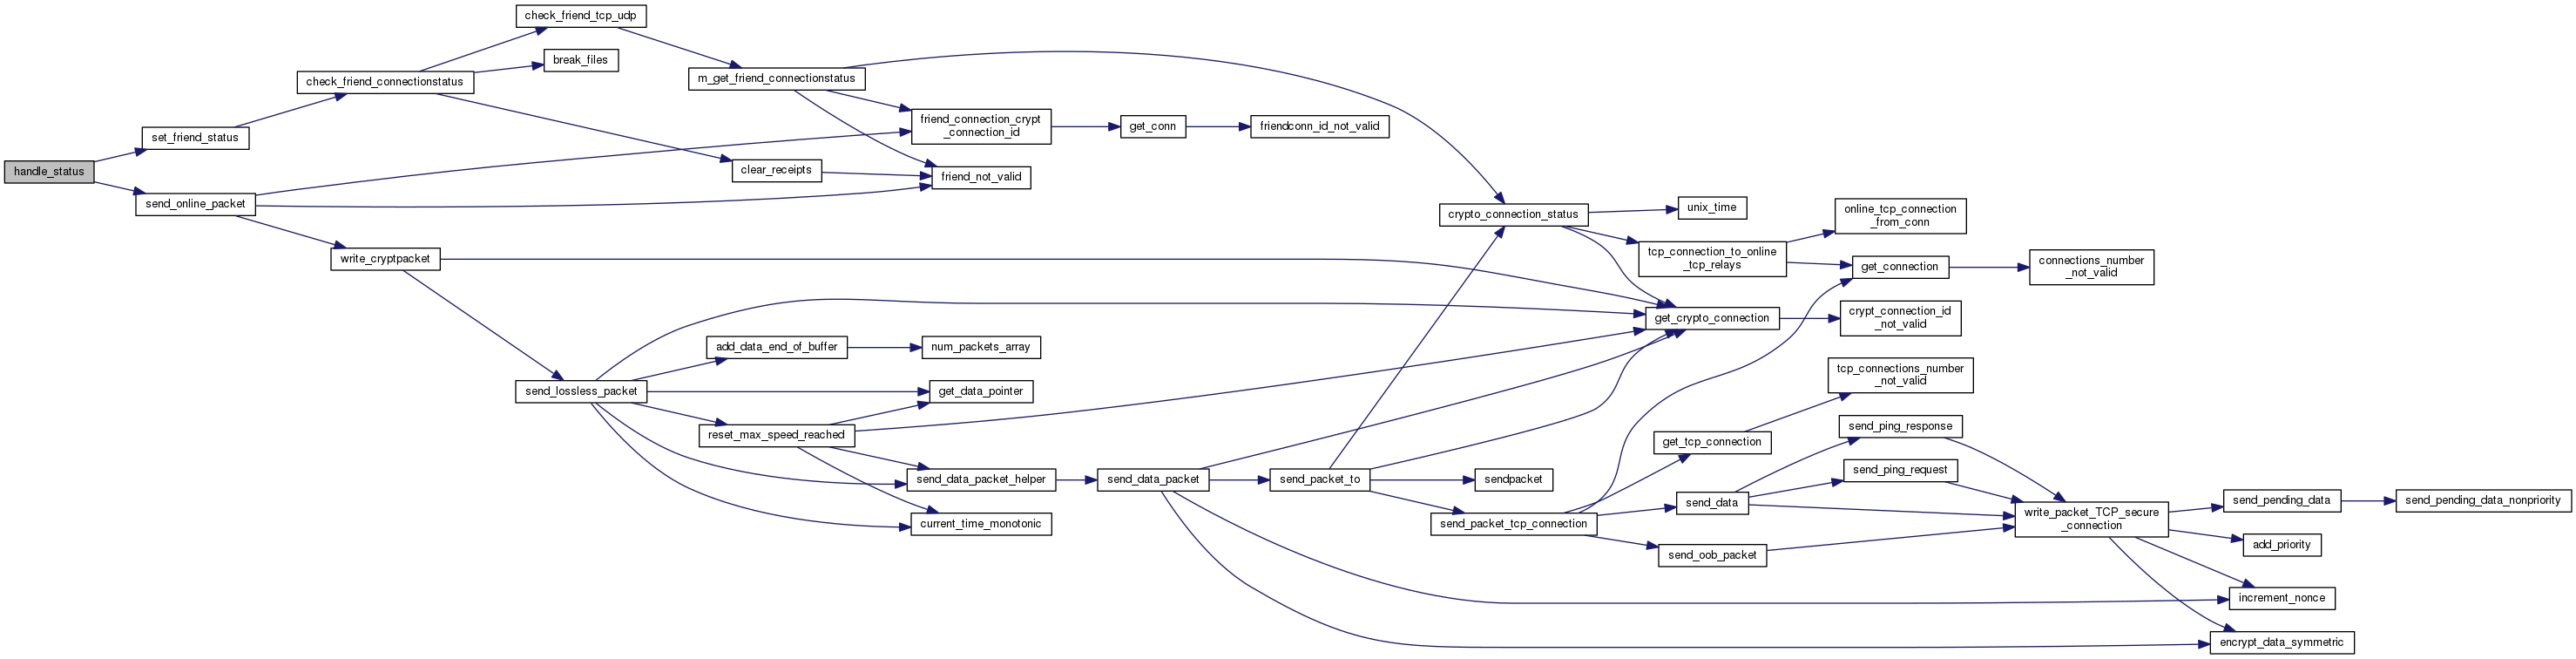 handle_status
set_friend_status
send_online_packet
check_friend_connectionstatus
write_cryptpacket
check_friend_tcp_udp
break_files
send_lossless_packet
m_get_friend_connectionstatus
clear_receipts
add_data_end_of_buffer
reset_max_speed_reached
friend_connection_crypt
_connection_id
friend_not_valid
num_packets_array
get_data_pointer
send_data_packet_helper
current_time_monotonic
get_conn
send_data_packet
friendconn_id_not_valid
send_packet_to
crypto_connection_status
sendpacket
send_packet_tcp_connection
unix_time
tcp_connection_to_online
_tcp_relays
get_crypto_connection
get_tcp_connection
send_data
send_oob_packet
online_tcp_connection
_from_conn
get_connection
crypt_connection_id
_not_valid
tcp_connections_number
_not_valid
send_ping_response
send_ping_request
connections_number
_not_valid
write_packet_TCP_secure
_connection
send_pending_data
add_priority
increment_nonce
encrypt_data_symmetric
send_pending_data_nonpriority